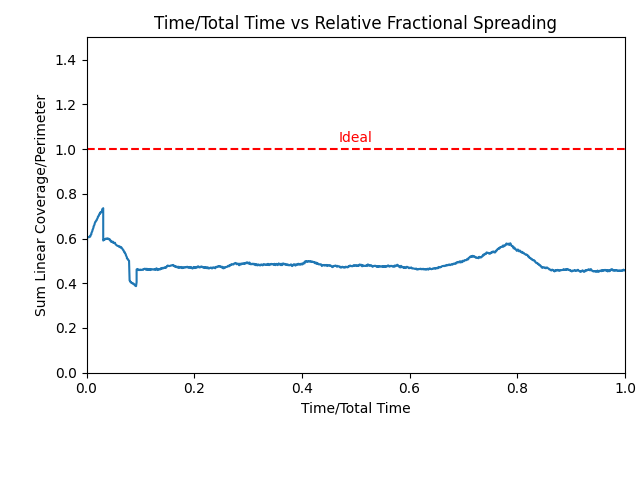 Time/Total Time vs Relative Fractional Spreading
Sum Linear Coverage/Perimeter
1.4
1.2
1.0
0.8
0.6
0.4
0.2
0.0
Ideal
0.0 0.2 0.4 0.6 0.8 1.0
Time/Total Time